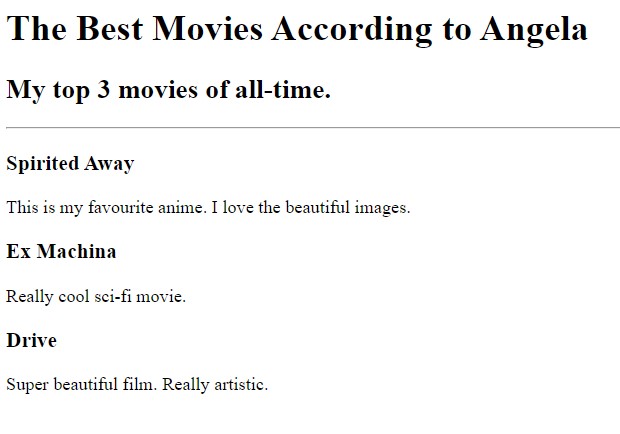 The Best Movies According to Angela
My top 3 movies of all-time.
Spirited Away
This is my favourite anime. I love the beautiful images.
Ex Machina
Really cool sci-fi movie.
Drive
Super beautiful film. Really artistic.